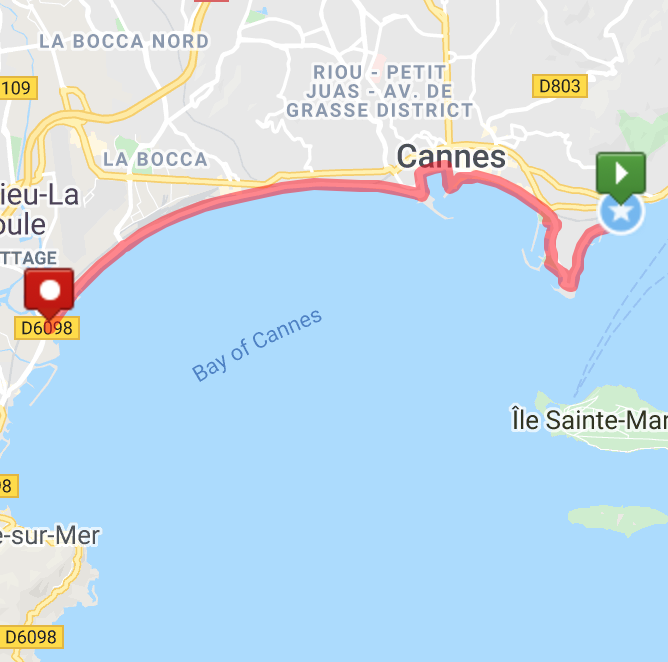 LA BOCCA NORD
109
RIOU - PETIT
JUAS - AV. DE
GRASSE DISTRICT
D803
LA BOCCA
Cannes
ieu-La
oule
TTAGE
D6098
Bay of Cannes
Île Sainte-Mar
98
e-sur-Mer
D6098